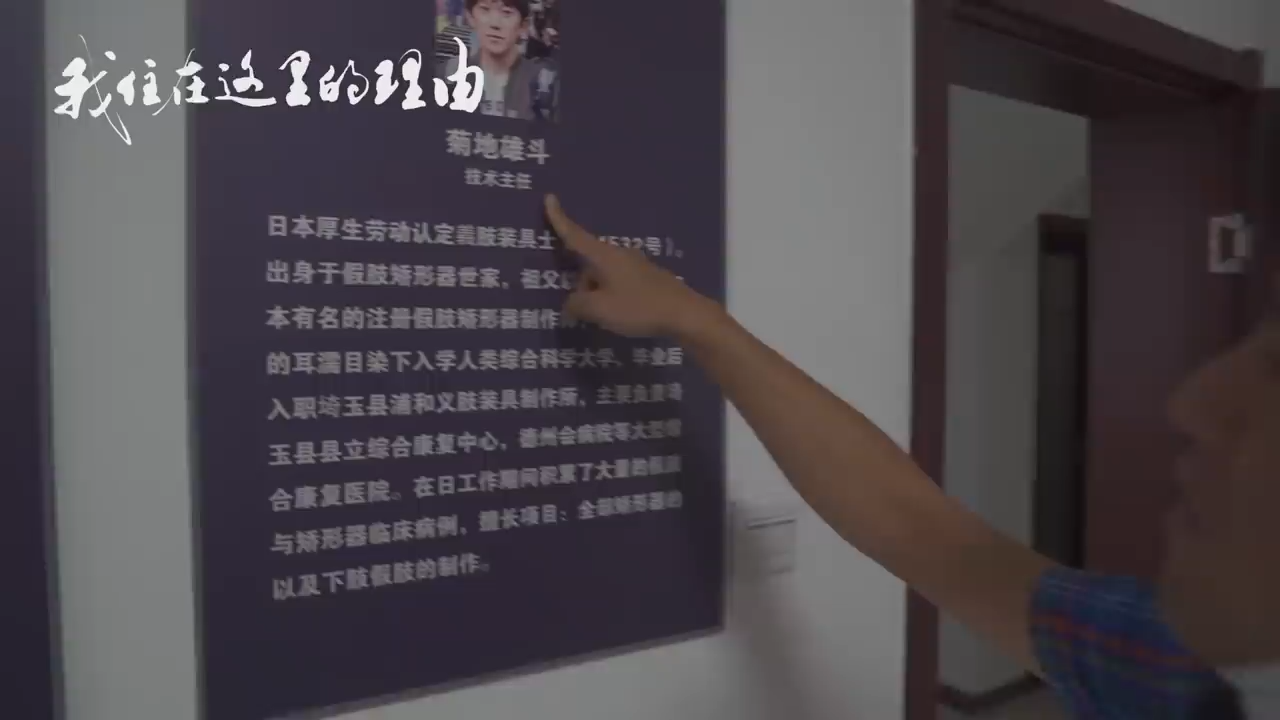 我住在这里的理由
菊地雄斗
技术主任
日本厚生劳动认定義肢装具士 4532号）。
出身于假肢矫形器世家，祖父
本有名的注册假肢矫形器制作
的耳濡目染下入学人类综合科学大学，毕业后
入职埼玉县浦和义肢装具制作所，主要负责埼
玉县县立综合康复中心，德州会病院等大型综
合康复医院。在日工作期间积累了大量的假肢
与矫形器临床病例，擅长项目：全部矫形器的
以及下肢假肢的制作。